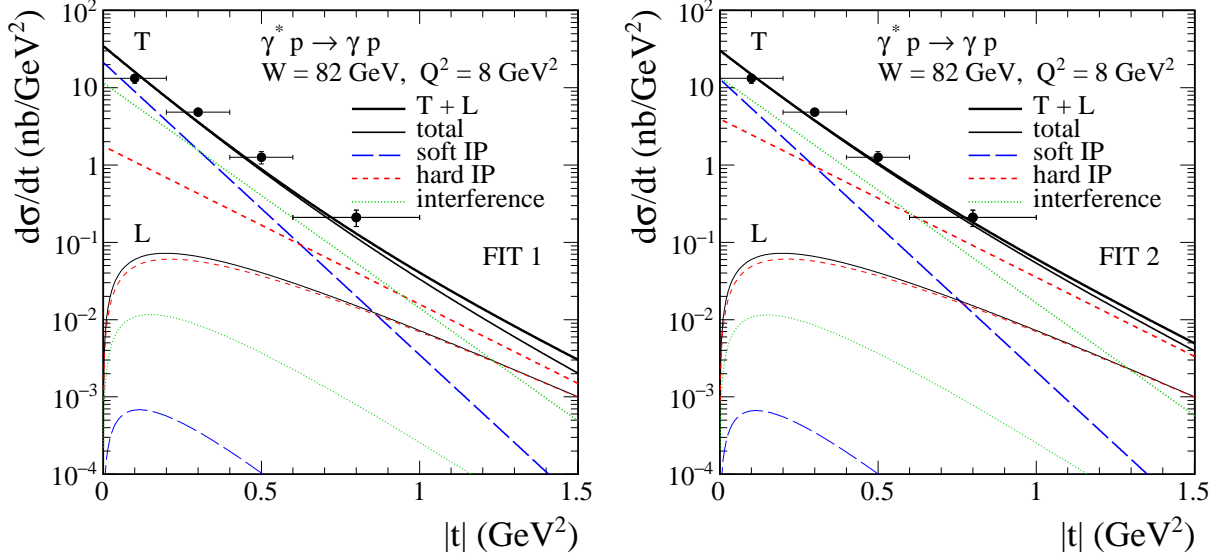 dσ/dt (nb/GeV²)
10²
10
1
10⁻¹
10⁻²
10⁻³
10⁻⁴
T
γ* p → γ p
W = 82 GeV, Q² = 8 GeV²
T + L
total
soft IP
hard IP
interference
L
FIT 1
0
0.5
1
1.5
|t| (GeV²)
dσ/dt (nb/GeV²)
10²
10
1
10⁻¹
10⁻²
10⁻³
10⁻⁴
T
γ* p → γ p
W = 82 GeV, Q² = 8 GeV²
T + L
total
soft IP
hard IP
interference
L
FIT 2
0
0.5
1
1.5
|t| (GeV²)